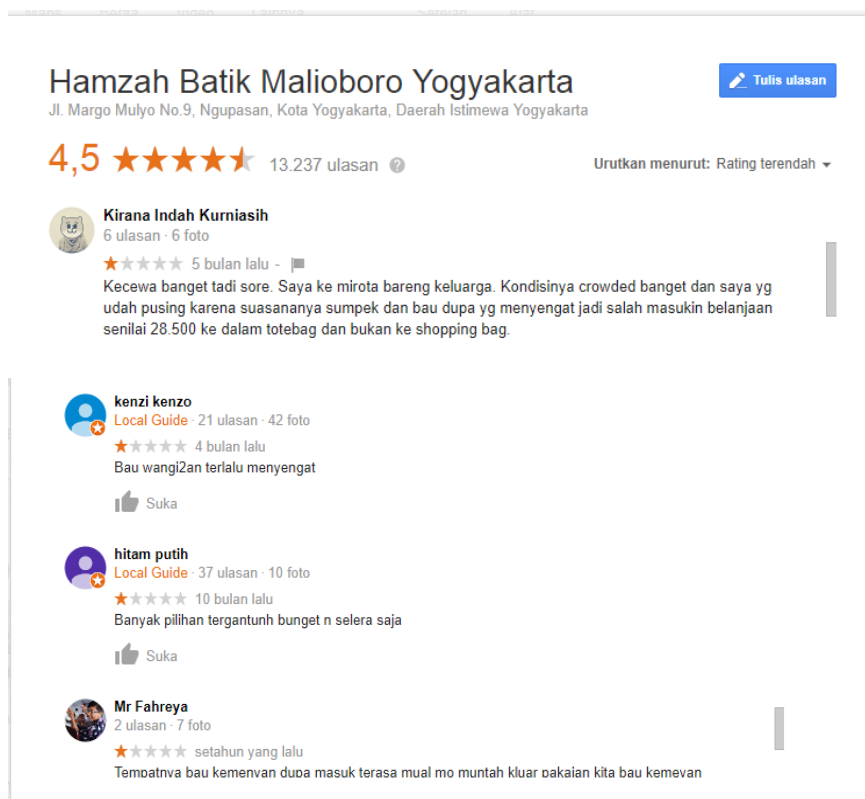 Hamzah Batik Malioboro Yogyakarta
Tulis ulasan
Jl. Margo Mulyo No.9, Ngupasan, Kota Yogyakarta, Daerah Istimewa Yogyakarta
4,5 13.237 ulasan
Urutkan menurut: Rating terendah
Kirana Indah Kurniasih
6 ulasan · 6 foto
5 bulan lalu -
Kecewa banget tadi sore. Saya ke mirota bareng keluarga. Kondisinya crowded banget dan saya yg
udah pusing karena suasananya sumpek dan bau dupa yg menyengat jadi salah masukin belanjaan
senilai 28.500 ke dalam totebag dan bukan ke shopping bag.
kenzi kenzo
Local Guide · 21 ulasan · 42 foto
4 bulan lalu
Bau wangi2an terlalu menyengat
Suka
hitam putih
Local Guide · 37 ulasan · 10 foto
10 bulan lalu
Banyak pilihan tergantunh bunget n selera saja
Suka
Mr Fahreya
2 ulasan · 7 foto
setahun yang lalu
Tempatnya bau kemenyan dupa masuk terasa mual mo muntah kluar pakaian kita bau kemeyan